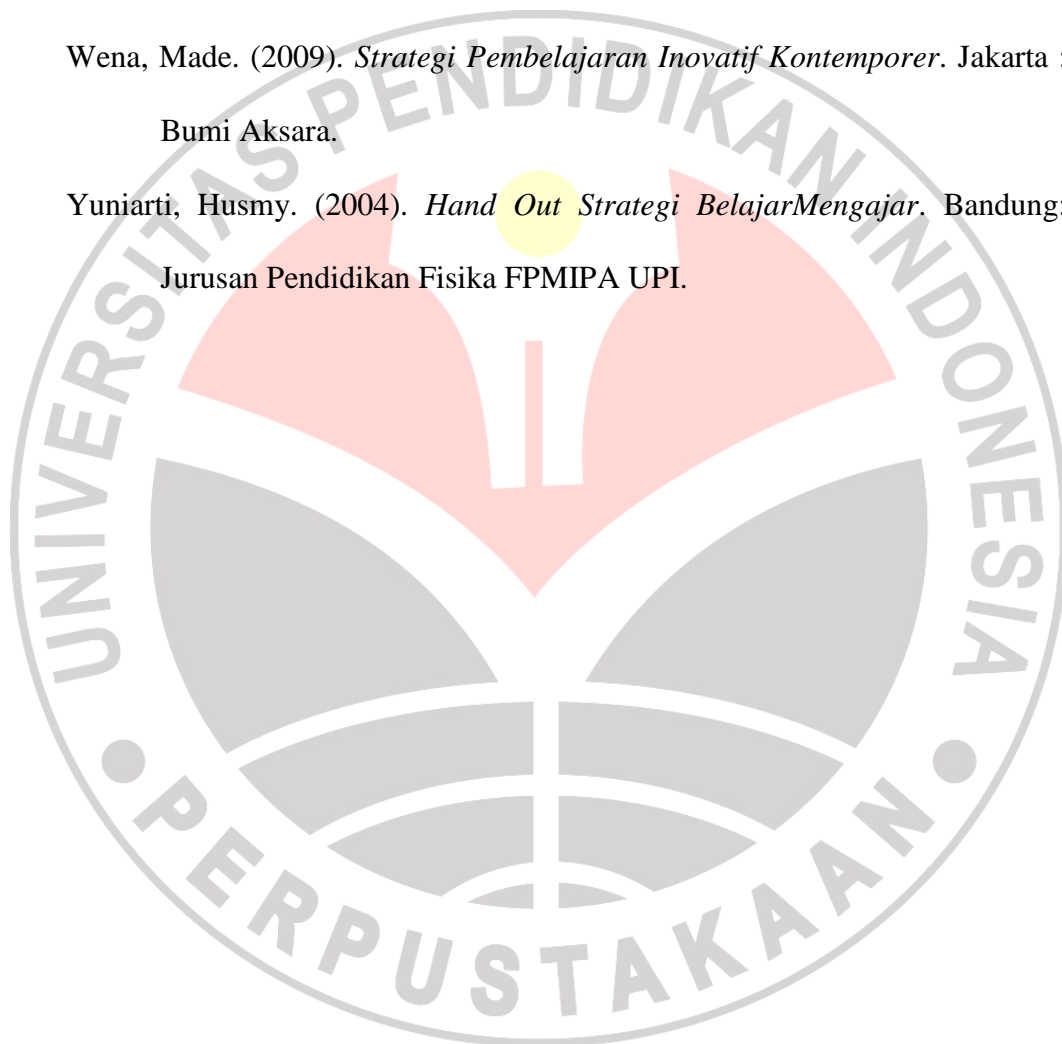 Wena, Made. (2009). Strategi Pembelajaran Inovatif Kontemporer. Jakarta :
Bumi Aksara.
Yuniarti, Husmy. (2004). Hand Out Strategi BelajarMengajar. Bandung:
Jurusan Pendidikan Fisika FPMIPA UPI.
UNIVERSITAS PENDIDIKAN INDONESIA
PERPUSTAKAAN